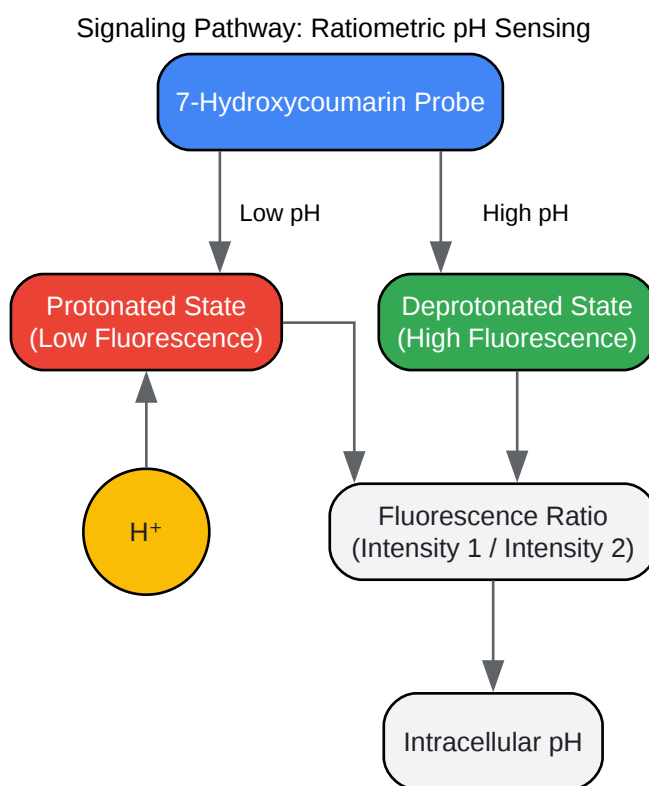 Signaling Pathway: Ratiometric pH Sensing
7-Hydroxycoumarin Probe
Low pH
High pH
Protonated State
(Low Fluorescence)
Deprotonated State
(High Fluorescence)
H⁺
Fluorescence Ratio
(Intensity 1 / Intensity 2)
Intracellular pH